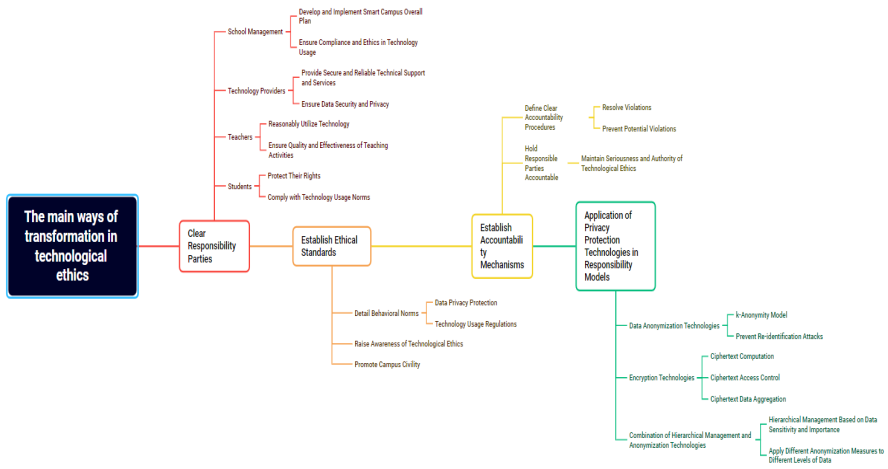 The main ways of
transformation in
technological
ethics
Clear
Responsibility
Parties
School Management
Develop and Implement Smart Campus Overall
Plan
Ensure Compliance and Ethics in Technology
Usage
Technology Providers
Provide Secure and Reliable Technical Support
and Services
Ensure Data Security and Privacy
Teachers
Reasonably Utilize Technology
Ensure Quality and Effectiveness of Teaching
Activities
Students
Protect Their Rights
Comply with Technology Usage Norms
Establish Ethical
Standards
Detail Behavioral Norms
Data Privacy Protection
Technology Usage Regulations
Raise Awareness of Technological Ethics
Promote Campus Civility
Establish
Accountabili
ty
Mechanisms
Define Clear
Accountability
Procedures
Resolve Violations
Prevent Potential Violations
Hold
Responsible
Parties
Accountable
Maintain Seriousness and Authority of
Technological Ethics
Application of
Privacy
Protection
Technologies in
Responsibility
Models
Data Anonymization Technologies
k-Anonymity Model
Prevent Re-identification Attacks
Encryption Technologies
Ciphertext Computation
Ciphertext Access Control
Ciphertext Data Aggregation
Combination of Hierarchical Management and
Anonymization Technologies
Hierarchical Management Based on Data
Sensitivity and Importance
Apply Different Anonymization Measures to
Different Levels of Data